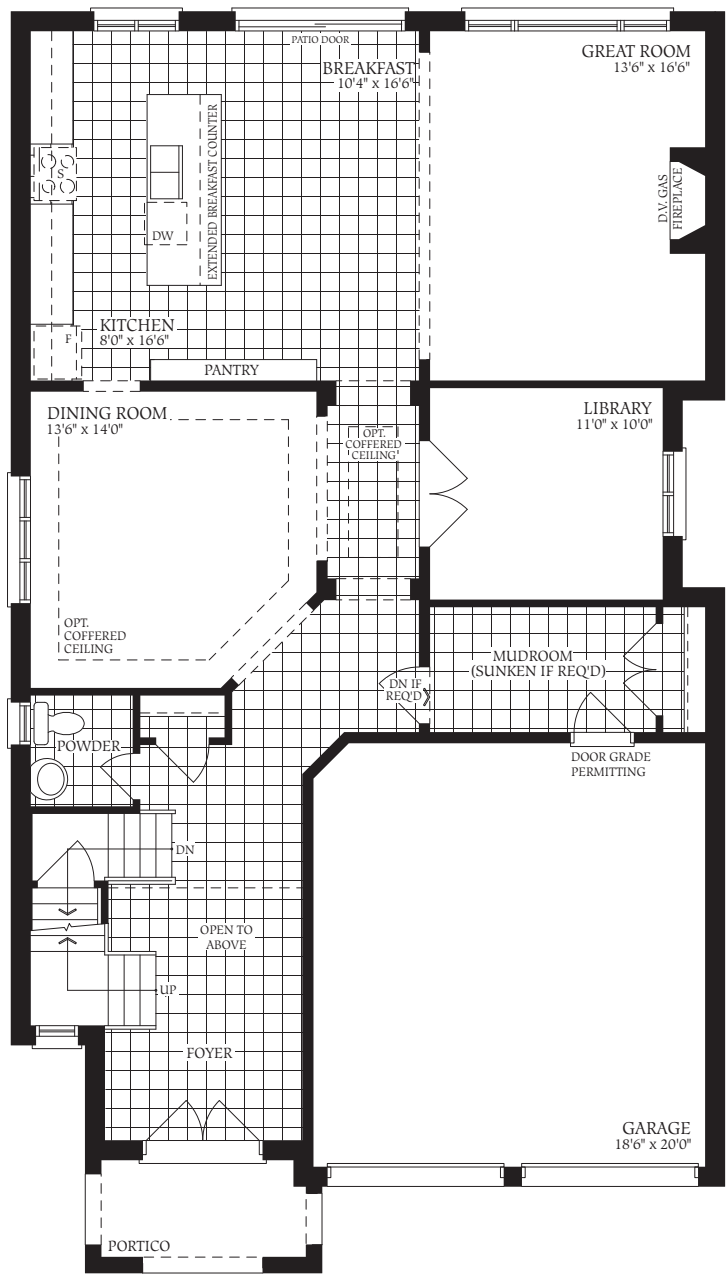 PATIO DOOR
BREAKFAST
10'4" x 16'6"
GREAT ROOM
13'6" x 16'6"
S
DW
EXTENDED BREAKFAST COUNTER
D.V. GAS
FIREPLACE
F
KITCHEN
8'0" x 16'6"
PANTRY
DINING ROOM
13'6" x 14'0"
OPT.
COFFERED
CEILING
LIBRARY
11'0" x 10'0"
OPT.
COFFERED
CEILING
MUDROOM
(SUNKEN IF REQ'D)
DN IF
REQ'D
POWDER
DOOR GRADE
PERMITTING
DN
OPEN TO
ABOVE
UP
FOYER
GARAGE
18'6" x 20'0"
PORTICO